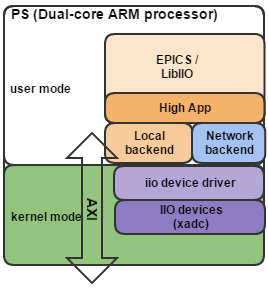 PS (Dual-core ARM processor)
EPICS /
LibIIO
user mode
High App
Local
backend
Network
backend
AXI
iio device driver
kernel mode
IIO devices
(xadc)